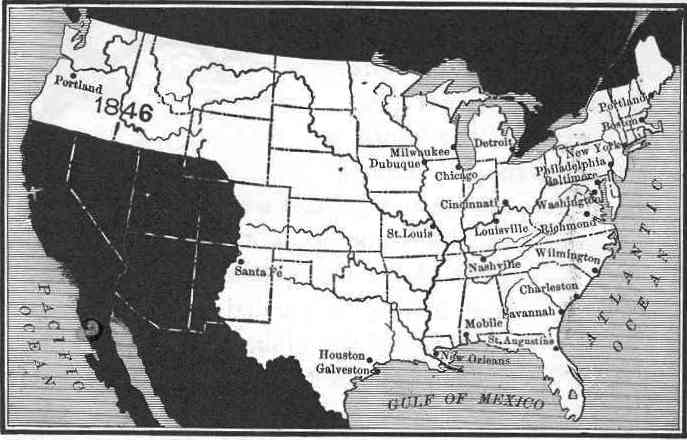 Portland
1846
Portland
Boston
New York
Philadelphia
Baltimore
Washington
Richmond
Milwaukee
Dubuque
Detroit
Chicago
Cincinnati
Louisville
St. Louis
Nashville
Wilmington
Charleston
Savannah
Santa Fé
Mobile
St. Augustine
Houston
Galveston
New Orleans
PACIFIC
OCEAN
ATLANTIC
OCEAN
GULF OF MEXICO